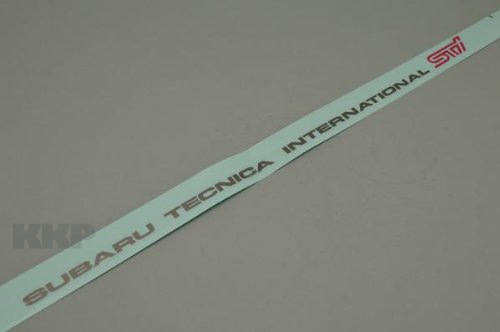 SUBARU TECNICA INTERNATIONAL STi
KKP